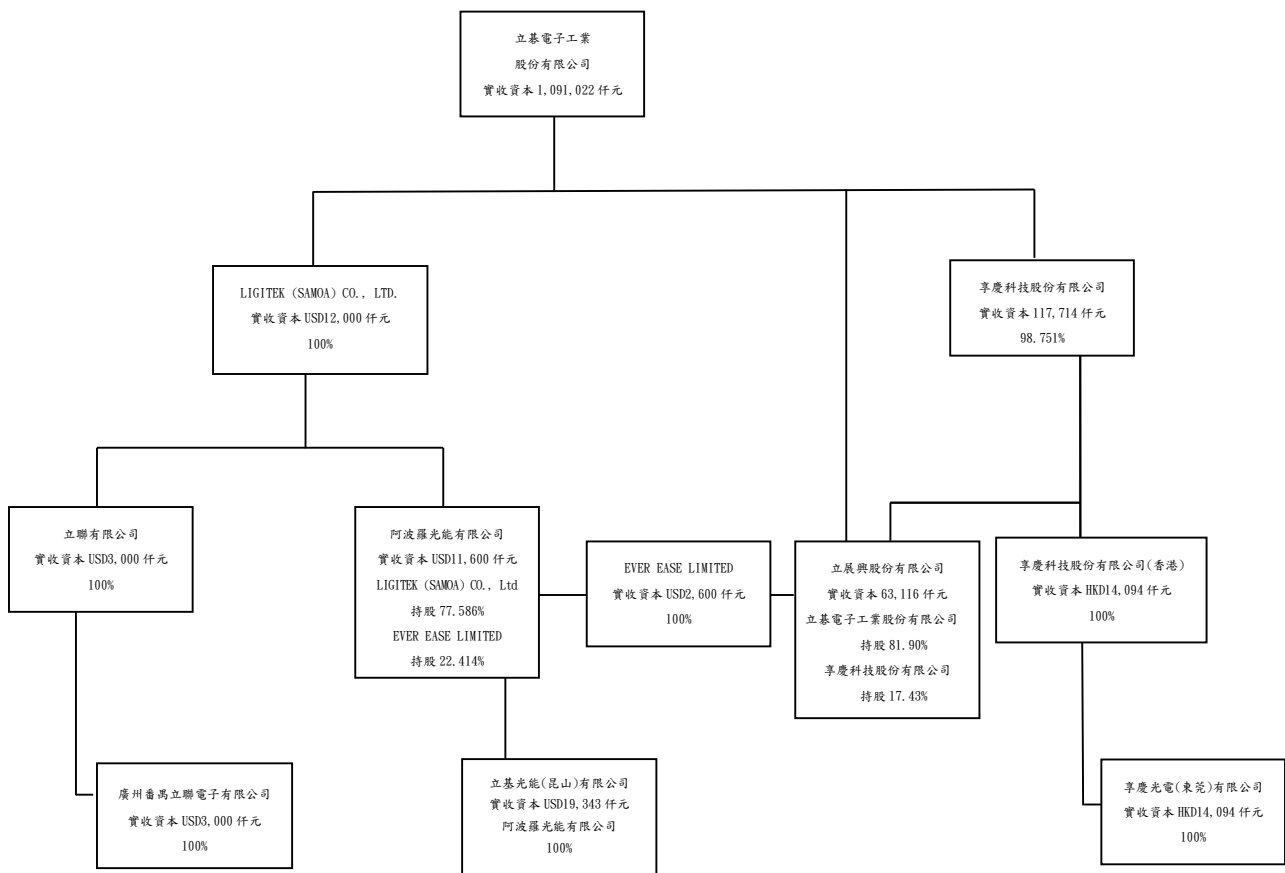 立碁電子工業
股份有限公司
實收資本 1,091,022 仟元
LIGITEK (SAMOA) CO., LTD.
實收資本 USD12,000 仟元
100%
享慶科技股份有限公司
實收資本 117,714 仟元
98.751%
立聯有限公司
實收資本 USD3,000 仟元
100%
阿波羅光能有限公司
實收資本 USD11,600 仟元
LIGITEK (SAMOA) CO., Ltd
持股 77.586%
EVER EASE LIMITED
持股 22.414%
EVER EASE LIMITED
實收資本 USD2,600 仟元
100%
立展興股份有限公司
實收資本 63,116 仟元
立碁電子工業股份有限公司
持股 81.90%
享慶科技股份有限公司
持股 17.43%
享慶科技股份有限公司(香港)
實收資本 HKD14,094 仟元
100%
廣州番禺立聯電子有限公司
實收資本 USD3,000 仟元
100%
立基光能(昆山)有限公司
實收資本 USD19,343 仟元
阿波羅光能有限公司
100%
享慶光電(東莞)有限公司
實收資本 HKD14,094 仟元
100%